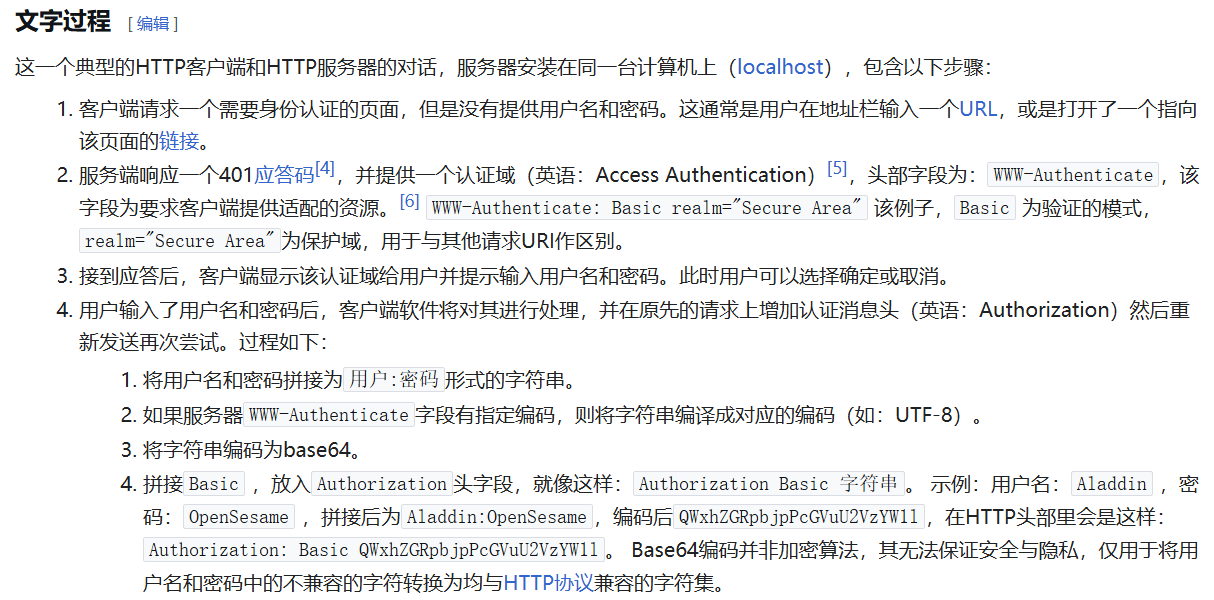 文字过程 [ 编辑 ]
这一个典型的HTTP客户端和HTTP服务器的对话，服务器安装在同一台计算机上（localhost），包含以下步骤：
1. 客户端请求一个需要身份认证的页面，但是没有提供用户名和密码。这通常是用户在地址栏输入一个URL，或是打开了一个指向
该页面的链接。
2. 服务端响应一个401应答码[4]，并提供一个认证域（英语：Access Authentication）[5]，头部字段为：WWW-Authenticate，该
字段为要求客户端提供适配的资源。[6] WWW-Authenticate: Basic realm="Secure Area" 该例子，Basic 为验证的模式，
realm="Secure Area"为保护域，用于与其他请求URI作区别。
3. 接到应答后，客户端显示该认证域给用户并提示输入用户名和密码。此时用户可以选择确定或取消。
4. 用户输入了用户名和密码后，客户端软件将对其进行处理，并在原先的请求上增加认证消息头（英语：Authorization）然后重
新发送再次尝试。过程如下：
1. 将用户名和密码拼接为用户:密码形式的字符串。
2. 如果服务器WWW-Authenticate字段有指定编码，则将字符串编译成对应的编码（如：UTF-8）。
3. 将字符串编码为base64。
4. 拼接Basic ，放入Authorization头字段，就像这样：Authorization Basic 字符串。 示例：用户名：Aladdin ，密
码：OpenSesame ，拼接后为Aladdin:OpenSesame，编码后QWxhZGRpbjpPcGVuU2VzYW1l，在HTTP头部里会是这样：
Authorization: Basic QWxhZGRpbjpPcGVuU2VzYW1l。 Base64编码并非加密算法，其无法保证安全与隐私，仅用于将用
户名和密码中的不兼容的字符转换为均与HTTP协议兼容的字符集。